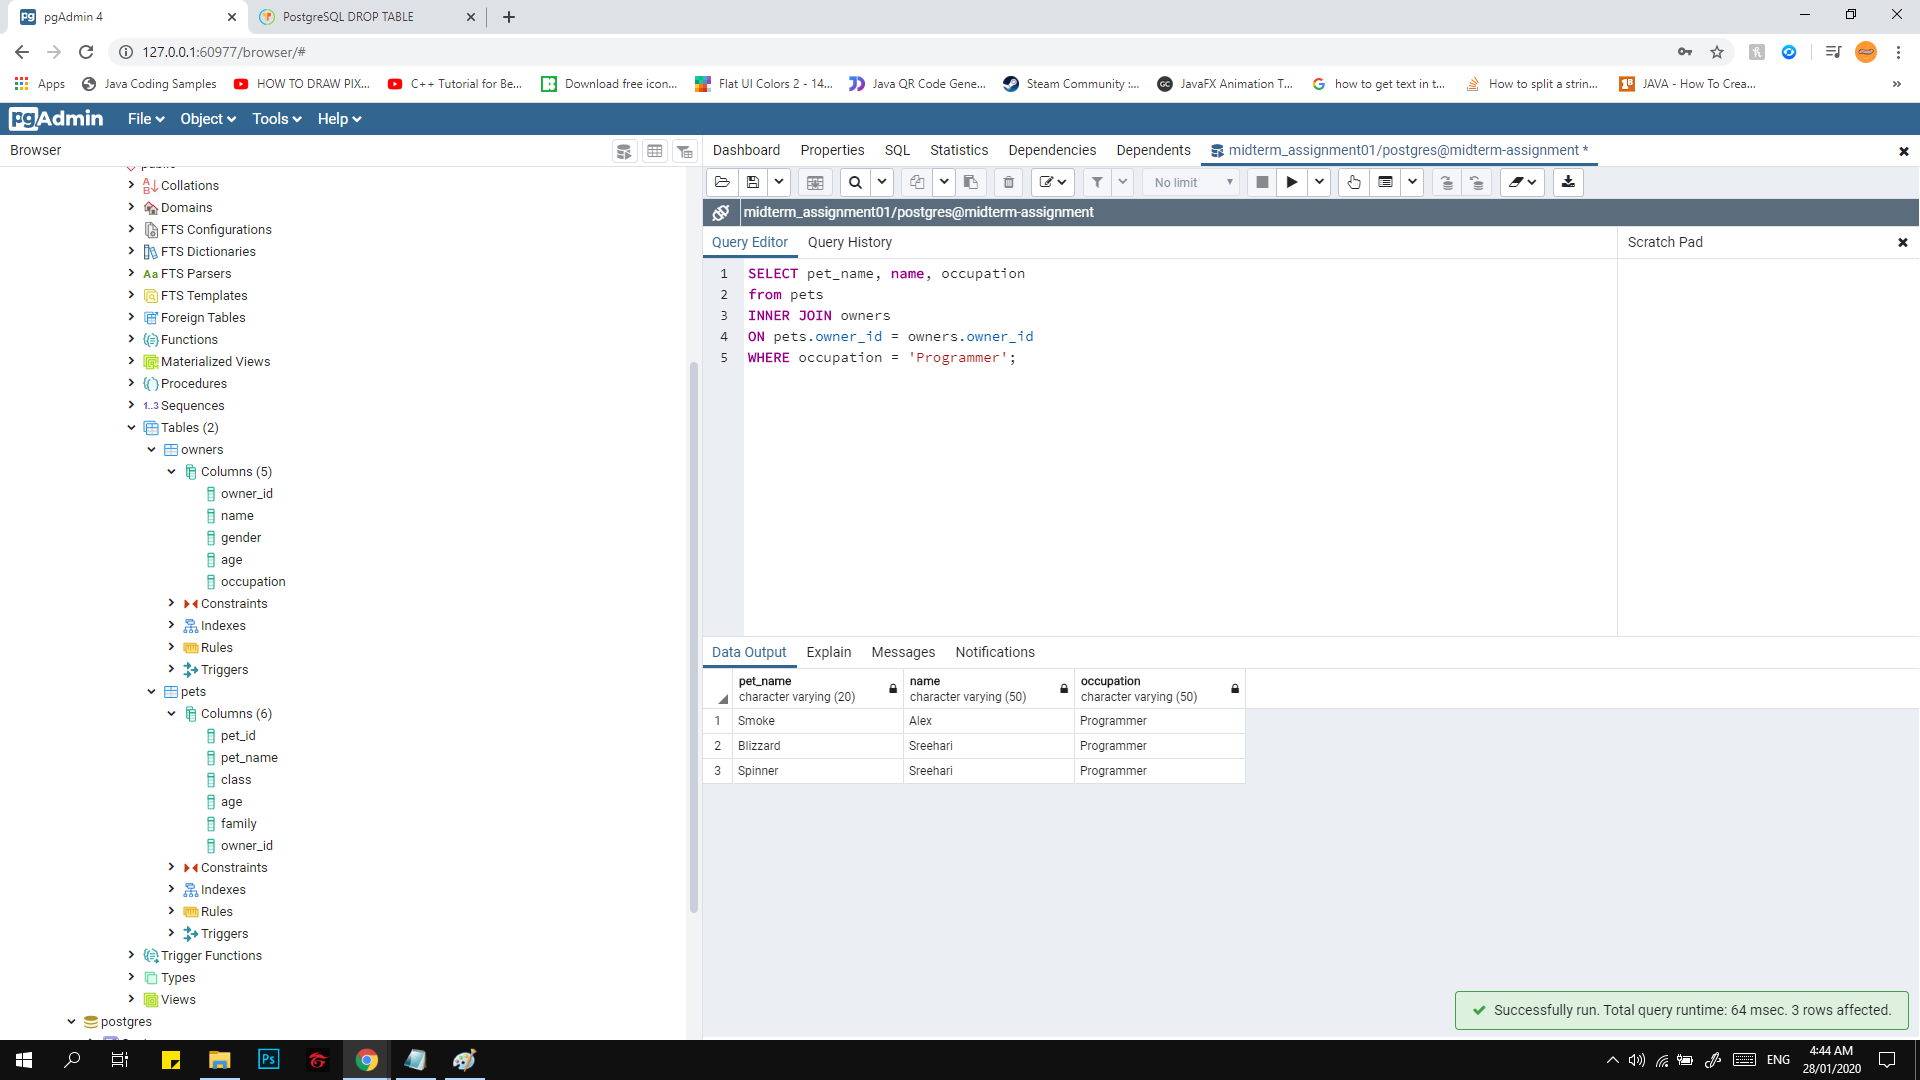 pgAdmin 4
PostgreSQL DROP TABLE
127.0.0.1:60977/browser/#
Apps
Java Coding Samples
HOW TO DRAW PIX...
C++ Tutorial for Be...
Download free icon...
Flat UI Colors 2 - 14...
Java QR Code Gene...
Steam Community :...
JavaFX Animation T...
how to get text in t...
How to split a strin...
JAVA - How To Crea...
pgAdmin
File
Object
Tools
Help
Browser
Collations
Domains
FTS Configurations
FTS Dictionaries
FTS Parsers
FTS Templates
Foreign Tables
Functions
Materialized Views
Procedures
1..3 Sequences
Tables (2)
owners
Columns (5)
owner_id
name
gender
age
occupation
Constraints
Indexes
Rules
Triggers
pets
Columns (6)
pet_id
pet_name
class
age
family
owner_id
Constraints
Indexes
Rules
Triggers
Trigger Functions
Types
Views
postgres
Dashboard
Properties
SQL
Statistics
Dependencies
Dependents
midterm_assignment01/postgres@midterm-assignment *
No limit
midterm_assignment01/postgres@midterm-assignment
Query Editor
Query History
Scratch Pad
1 SELECT pet_name, name, occupation
2 from pets
3 INNER JOIN owners
4 ON pets.owner_id = owners.owner_id
5 WHERE occupation = 'Programmer';
Data Output
Explain
Messages
Notifications
pet_name name occupation
character varying (20) character varying (50) character varying (50)
1 Smoke Alex Programmer
2 Blizzard Sreehari Programmer
3 Spinner Sreehari Programmer
Successfully run. Total query runtime: 64 msec. 3 rows affected.
Ps
ENG
4:44 AM
28/01/2020